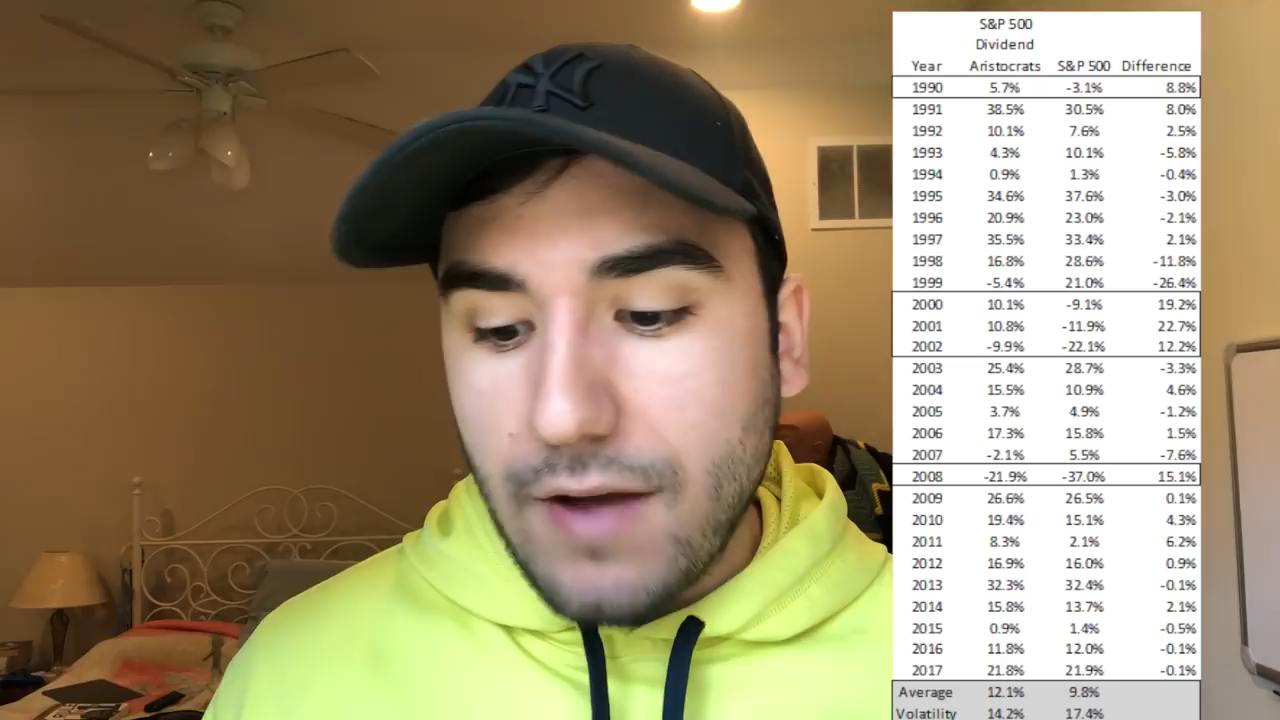 S&P 500
Dividend
Year Aristocrats S&P 500 Difference
1990 5.7% -3.1% 8.8%
1991 38.5% 30.5% 8.0%
1992 10.1% 7.6% 2.5%
1993 4.3% 10.1% -5.8%
1994 0.9% 1.3% -0.4%
1995 34.6% 37.6% -3.0%
1996 20.9% 23.0% -2.1%
1997 35.5% 33.4% 2.1%
1998 16.8% 28.6% -11.8%
1999 -5.4% 21.0% -26.4%
2000 10.1% -9.1% 19.2%
2001 10.8% -11.9% 22.7%
2002 -9.9% -22.1% 12.2%
2003 25.4% 28.7% -3.3%
2004 15.5% 10.9% 4.6%
2005 3.7% 4.9% -1.2%
2006 17.3% 15.8% 1.5%
2007 -2.1% 5.5% -7.6%
2008 -21.9% -37.0% 15.1%
2009 26.6% 26.5% 0.1%
2010 19.4% 15.1% 4.3%
2011 8.3% 2.1% 6.2%
2012 16.9% 16.0% 0.9%
2013 32.3% 32.4% -0.1%
2014 15.8% 13.7% 2.1%
2015 0.9% 1.4% -0.5%
2016 11.8% 12.0% -0.1%
2017 21.8% 21.9% -0.1%
Average 12.1% 9.8%
Volatility 14.2% 17.4%
NY